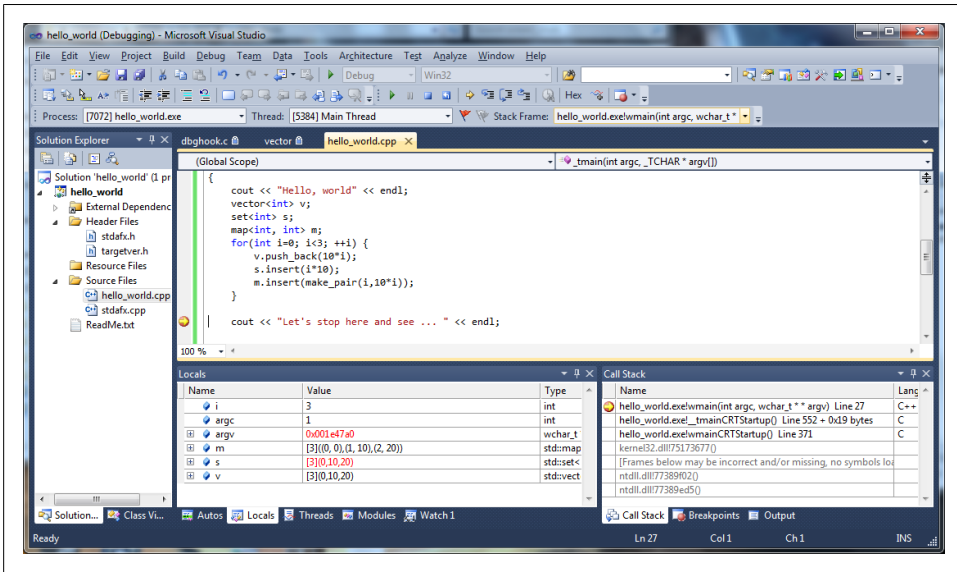 hello_world (Debugging) - Microsoft Visual Studio
File Edit View Project Build Debug Team Data Tools Architecture Test Analyze Window Help
Debug Win32
Hex
Process: [7072] hello_world.exe Thread: [5384] Main Thread Stack Frame: hello_world.exe!wmain(int argc, wchar_t *
Solution Explorer
Solution 'hello_world' (1 pr
hello_world
External Dependenc
Header Files
stdafx.h
targetver.h
Resource Files
Source Files
hello_world.cpp
stdafx.cpp
ReadMe.txt
Solution... Class Vi...
dbghook.c vector hello_world.cpp
(Global Scope) _tmain(int argc, _TCHAR * argv[])
{
cout << "Hello, world" << endl;
vector<int> v;
set<int> s;
map<int, int> m;
for(int i=0; i<3; ++i) {
v.push_back(10*i);
s.insert(i*10);
m.insert(make_pair(i,10*i));
}
cout << "Let's stop here and see ... " << endl;
100 %
Locals
Name Value Type
i 3 int
argc 1 int
argv 0x001e47a0 wchar_t
m [3]((0, 0),(1, 10),(2, 20)) std::map
s [3](0,10,20) std::set<
v [3](0,10,20) std::vect
Autos Locals Threads Modules Watch 1
Call Stack
Name Lang
hello_world.exe!wmain(int argc, wchar_t * * argv) Line 27 C++
hello_world.exe!__tmainCRTStartup() Line 552 + 0x19 bytes C
hello_world.exe!wmainCRTStartup() Line 371 C
kernel32.dll!75173677()
[Frames below may be incorrect and/or missing, no symbols loa
ntdll.dll!77389f02()
ntdll.dll!77389ed5()
Call Stack Breakpoints Output
Ready Ln 27 Col 1 Ch 1 INS